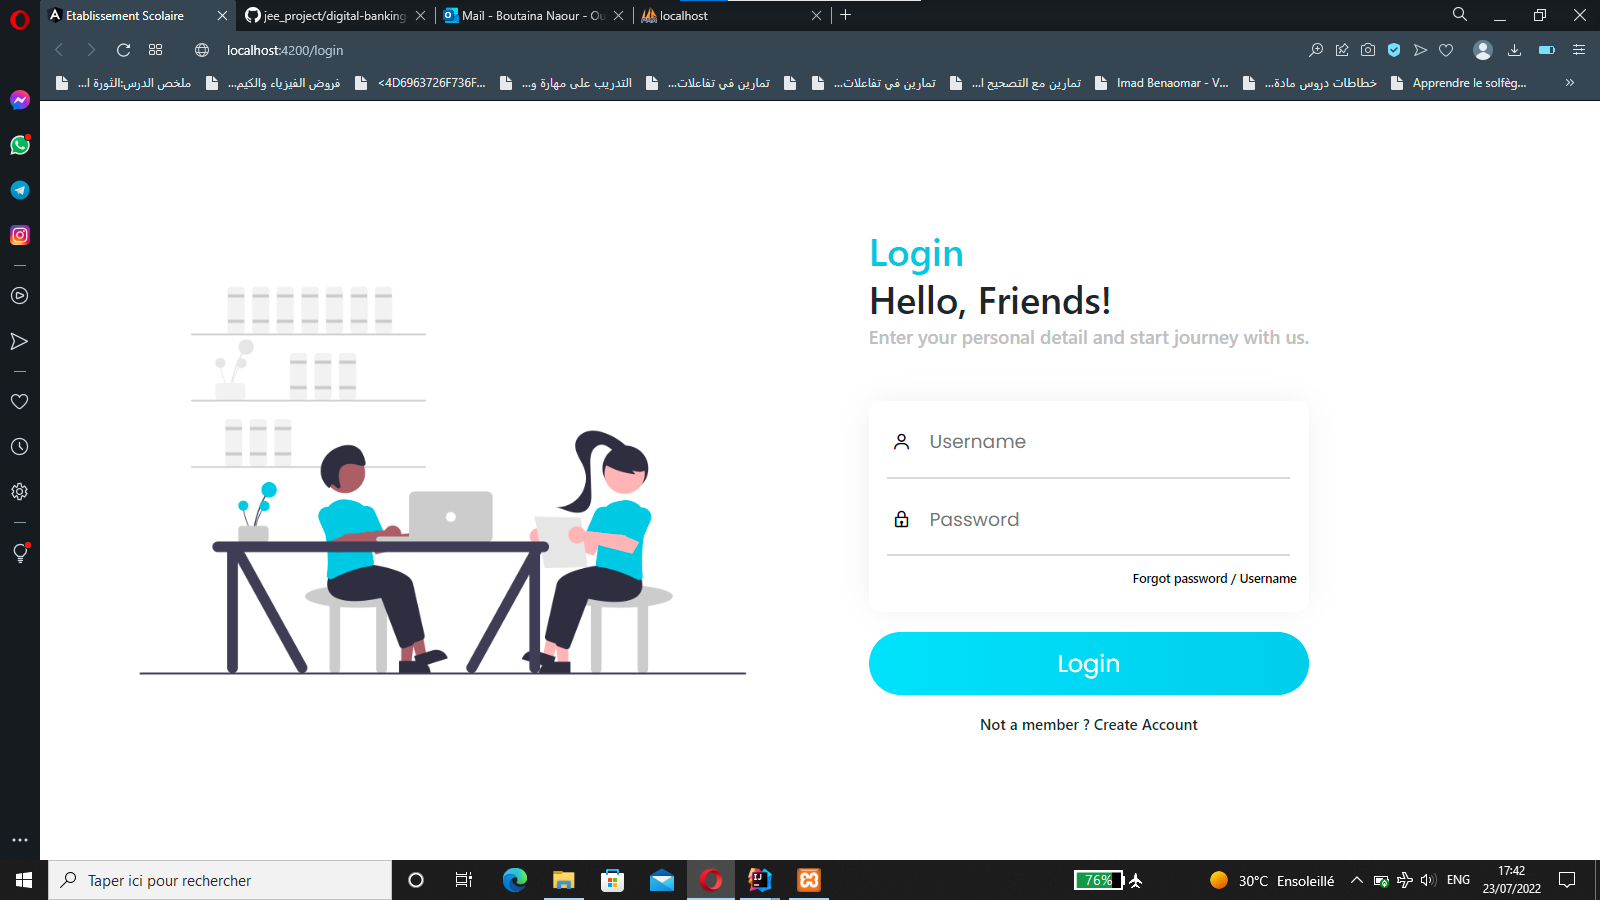 Etablissement Scolaire
jee_project/digital-banking
Mail - Boutaina Naour - Ou
localhost
localhost:4200/login
ملخص الدرس:الثورة ا...
فروض الفيزياء والكيم...
<4D6963726F736F...
التدريب على مهارة و...
تمارين في تفاعلات...
تمارين في تفاعلات...
تمارين مع التصحيح ا...
Imad Benaomar - V...
خطاطات دروس مادة...
Apprendre le solfèg...
Login
Hello, Friends!
Enter your personal detail and start journey with us.
Username
Password
Forgot password / Username
Login
Not a member ? Create Account
Taper ici pour rechercher
76%
30°C Ensoleillé
ENG
17:42
23/07/2022